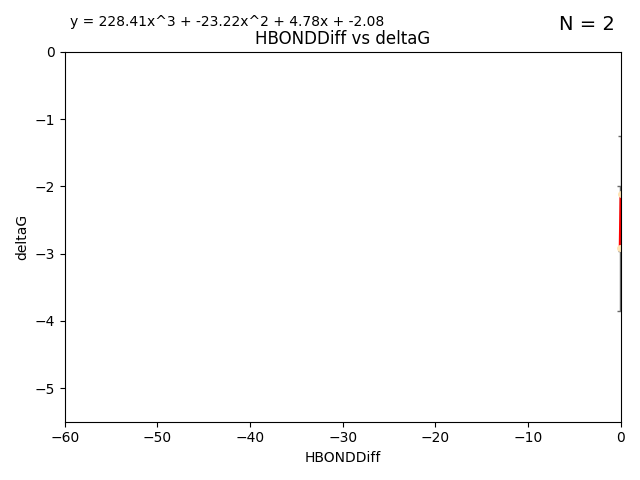 y = 228.41x^3 + -23.22x^2 + 4.78x + -2.08
N = 2
HBONDDiff vs deltaG
0
−1
−2
−3
−4
−5
deltaG
−60 −50 −40 −30 −20 −10 0
HBONDDiff